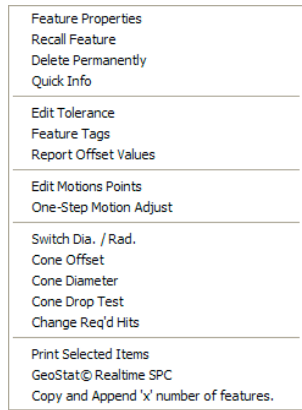 Feature Properties
Recall Feature
Delete Permanently
Quick Info
Edit Tolerance
Feature Tags
Report Offset Values
Edit Motions Points
One-Step Motion Adjust
Switch Dia. / Rad.
Cone Offset
Cone Diameter
Cone Drop Test
Change Req'd Hits
Print Selected Items
GeoStat© Realtime SPC
Copy and Append 'x' number of features.